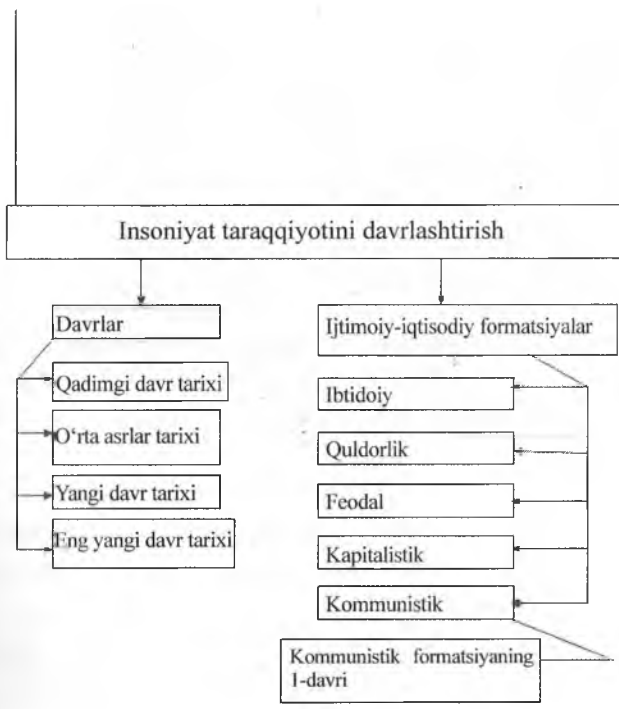 Insoniyat taraqqiyotini davrlashtirish
Davrlar
Qadimgi davr tarixi
O‘rta asrlar tarixi
Yangi davr tarixi
Eng yangi davr tarixi
Ijtimoiy-iqtisodiy formatsiyalar
Ibtidoiy
Quldorlik
Feodal
Kapitalistik
Kommunistik
Kommunistik formatsiyaning
1-davri